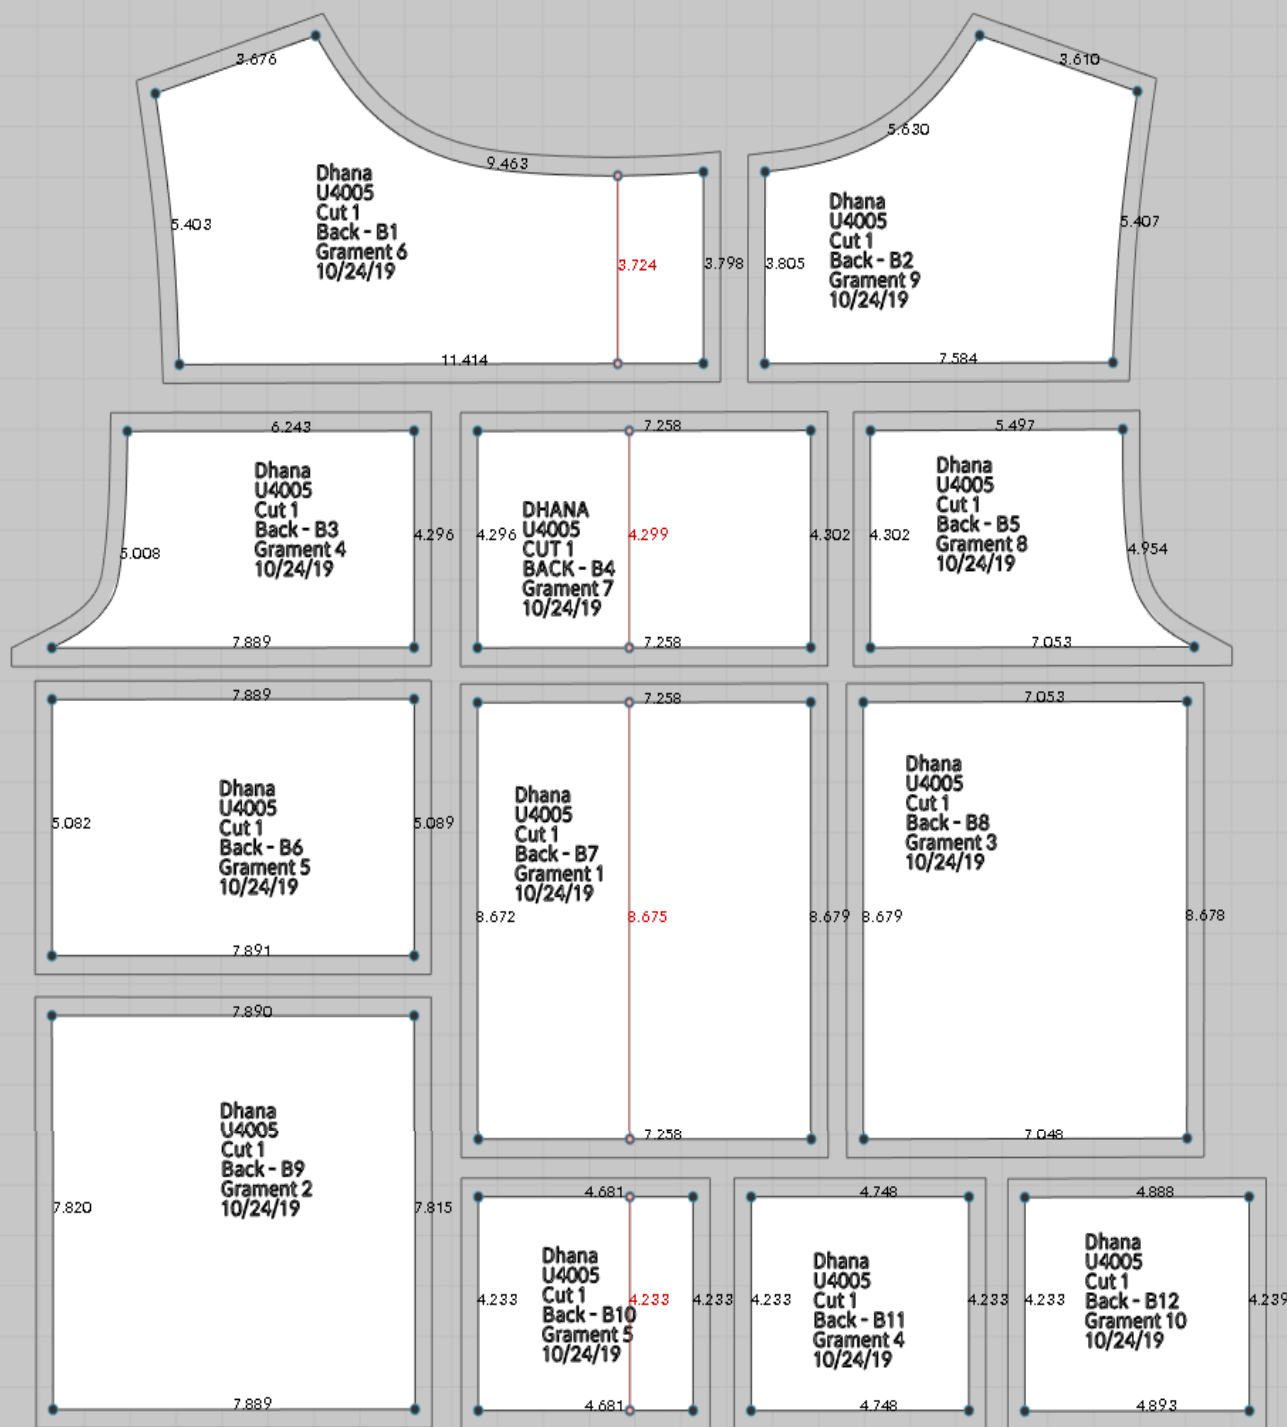 3.676
9.463
5.403
Dhana
U4005
Cut 1
Back - B1
Grament 6
10/24/19
3.724
3.798
11.414
3.610
5.630
3.805
Dhana
U4005
Cut 1
Back - B2
Grament 9
10/24/19
5.407
7.584
6.243
Dhana
U4005
Cut 1
Back - B3
Grament 4
10/24/19
5.008
4.296
7.889
7.258
4.296
DHANA
U4005
CUT 1
BACK - B4
Grament 7
10/24/19
4.299
4.302
7.258
5.497
4.302
Dhana
U4005
Cut 1
Back - B5
Grament 8
10/24/19
4.954
7.053
7.889
5.082
Dhana
U4005
Cut 1
Back - B6
Grament 5
10/24/19
5.089
7.891
7.258
Dhana
U4005
Cut 1
Back - B7
Grament 1
10/24/19
8.672
8.675
8.679
7.258
7.053
Dhana
U4005
Cut 1
Back - B8
Grament 3
10/24/19
8.679
8.678
7.048
7.890
Dhana
U4005
Cut 1
Back - B9
Grament 2
10/24/19
7.820
7.815
7.889
4.681
Dhana
U4005
Cut 1
Back - B10
Grament 5
10/24/19
4.233
4.233
4.233
4.681
4.748
Dhana
U4005
Cut 1
Back - B11
Grament 4
10/24/19
4.233
4.233
4.748
4.888
Dhana
U4005
Cut 1
Back - B12
Grament 10
10/24/19
4.233
4.239
4.893